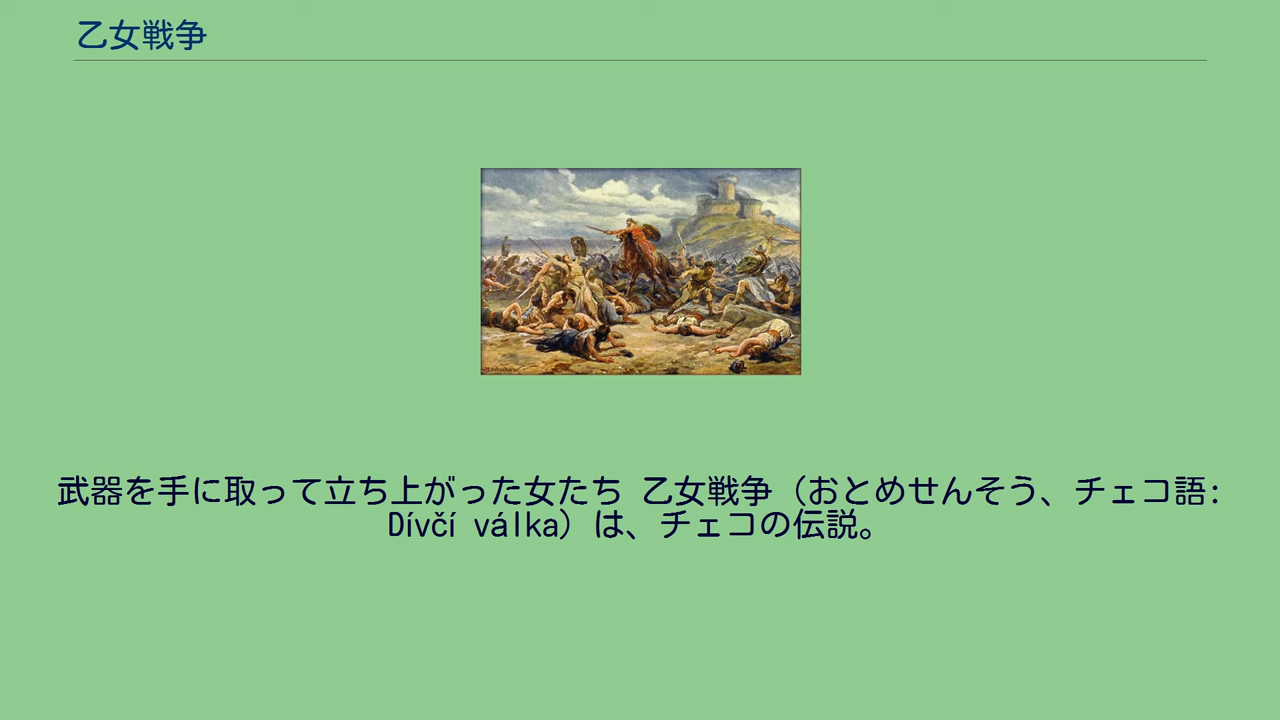 乙女戦争
武器を手に取って立ち上がった女たち 乙女戦争（おとめせんそう、チェコ語:
Dívčí válka）は、チェコの伝説。